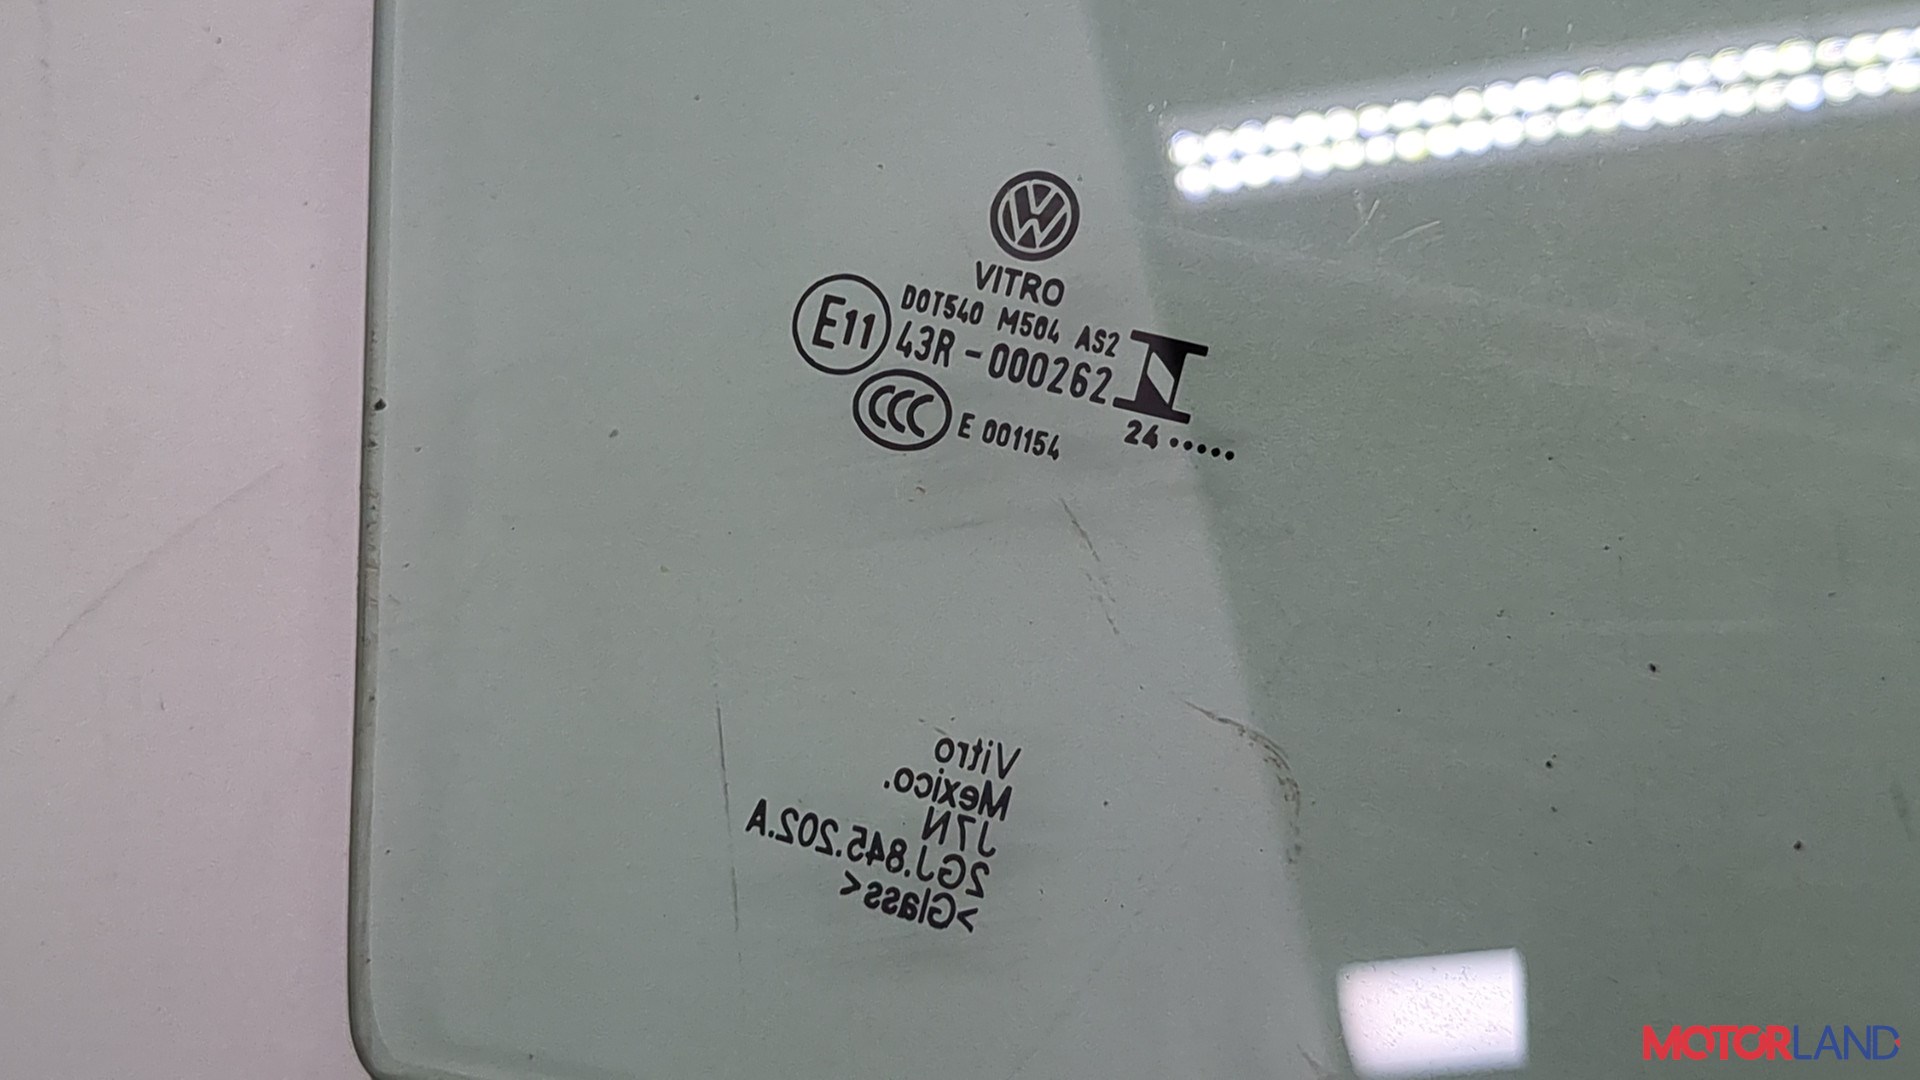 VITRO
DOT540 M504 AS2
E11 43R-000262
CCC E 001154
24.....
Vitro
Mexico.
J7N
2GJ.845.202.A
>Glass<
MOTORLAND